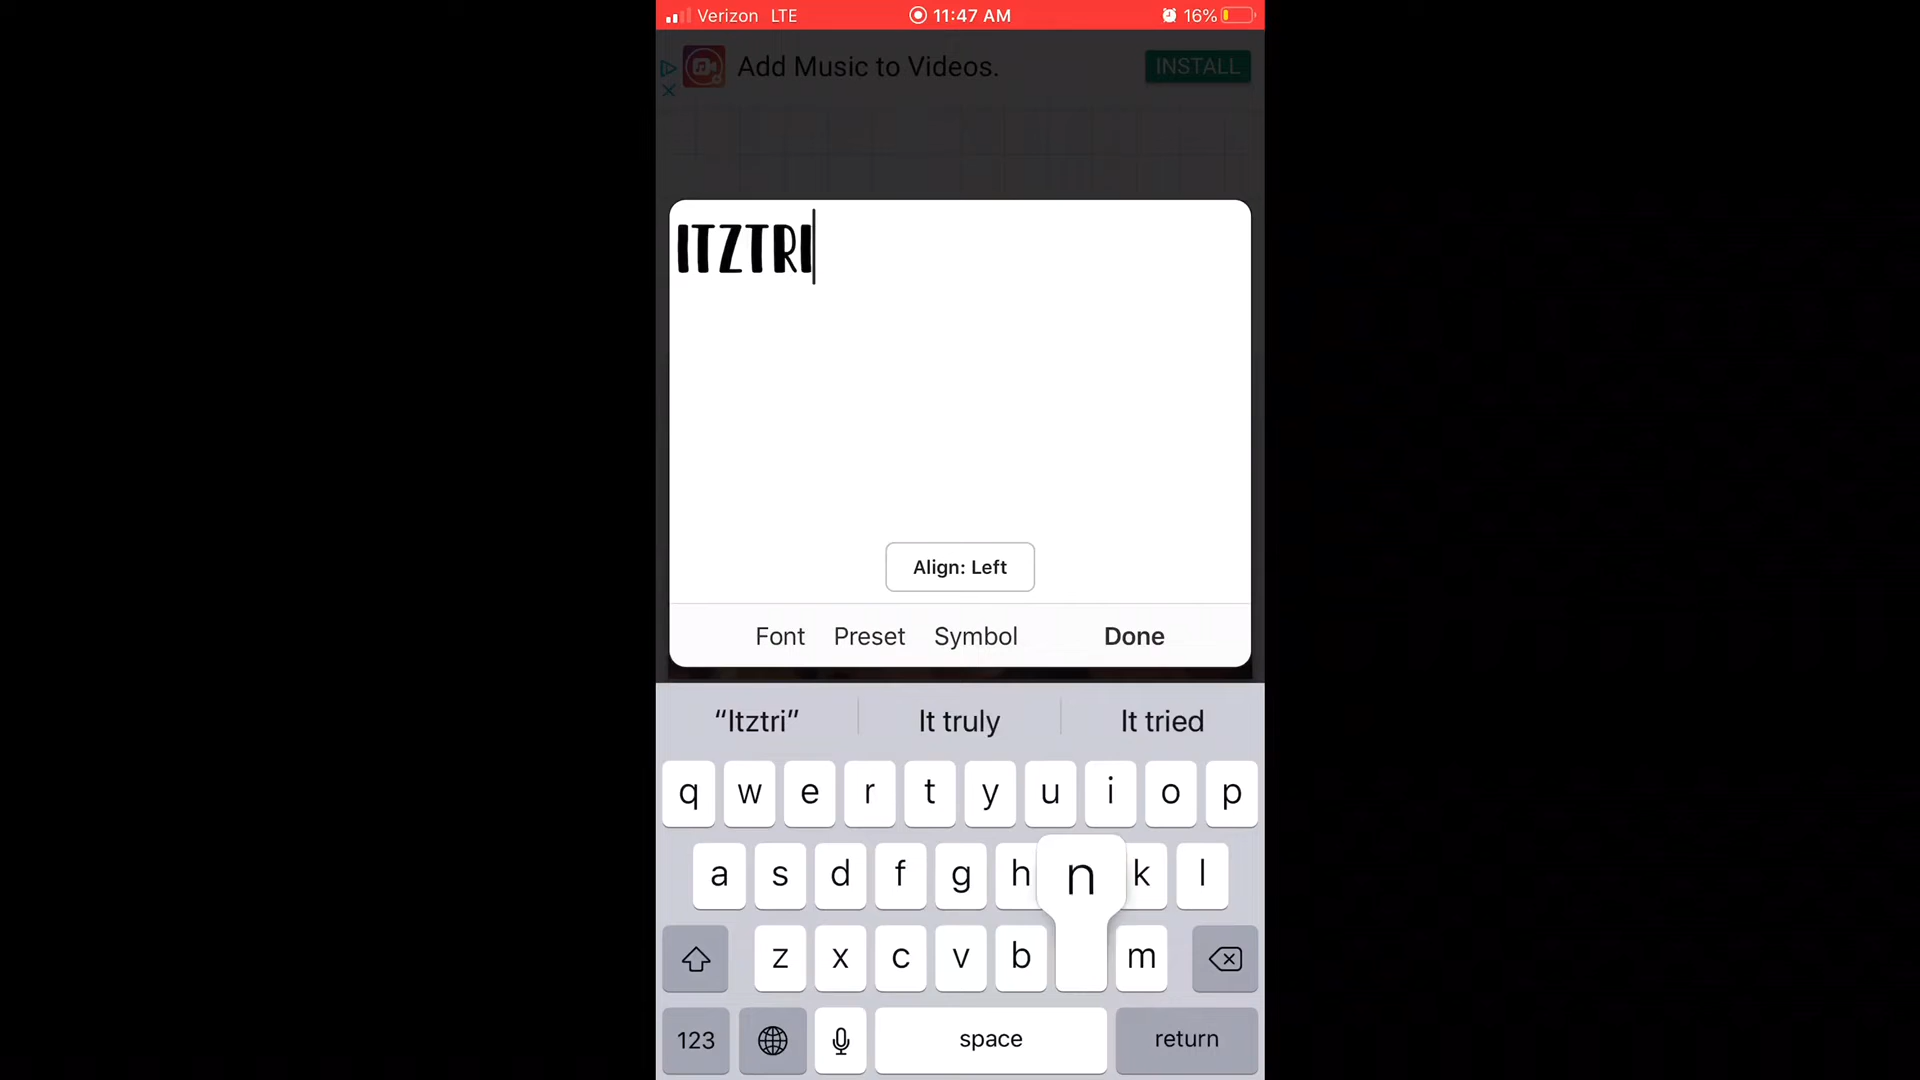 Verizon LTE 11:47 AM 16%
Add Music to Videos. INSTALL
ITZTRI
Align: Left
Font Preset Symbol Done
“Itztri” It truly It tried
q w e r t y u i o p
a s d f g h n k l
z x c v b m
123 space return